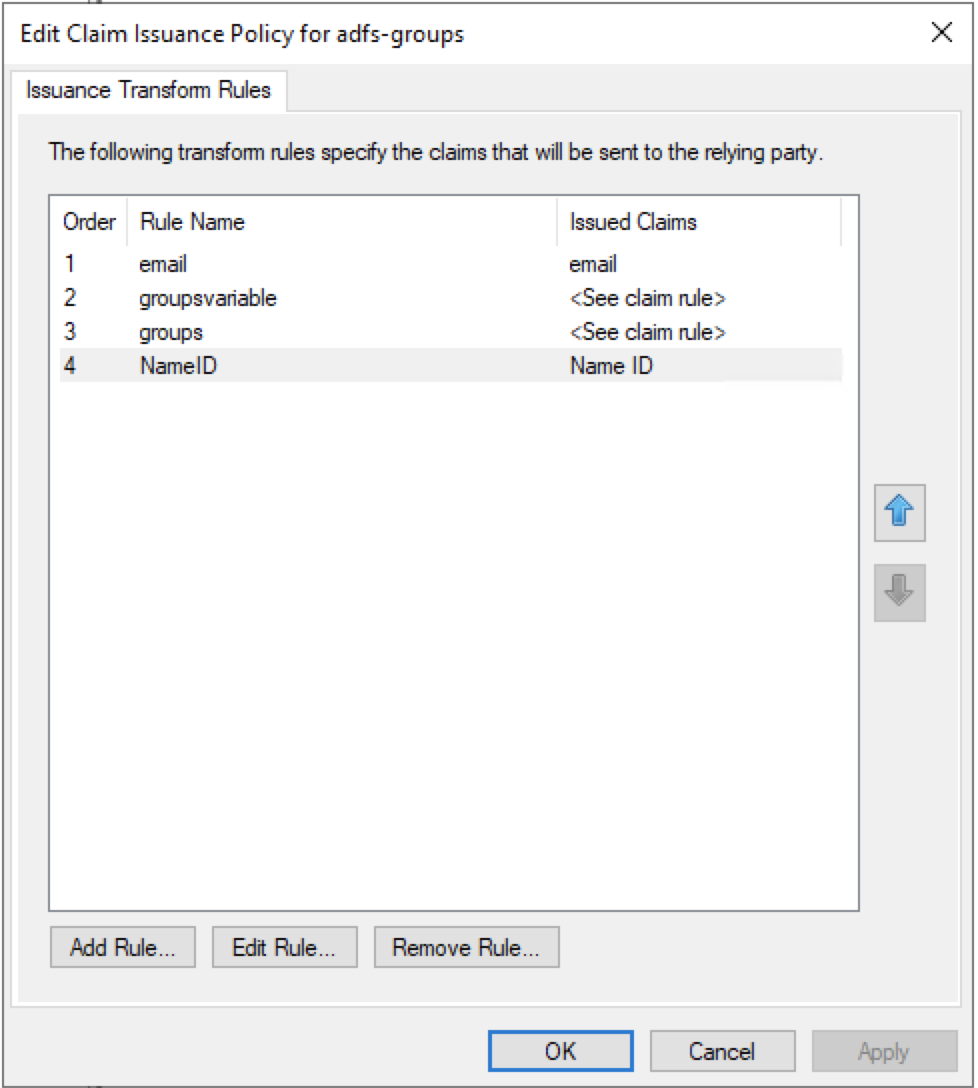 Edit Claim Issuance Policy for adfs-groups
Issuance Transform Rules
The following transform rules specify the claims that will be sent to the relying party.
Order Rule Name Issued Claims
1 email email
2 groupsvariable <See claim rule>
3 groups <See claim rule>
4 NameID Name ID
Add Rule... Edit Rule... Remove Rule...
OK Cancel Apply